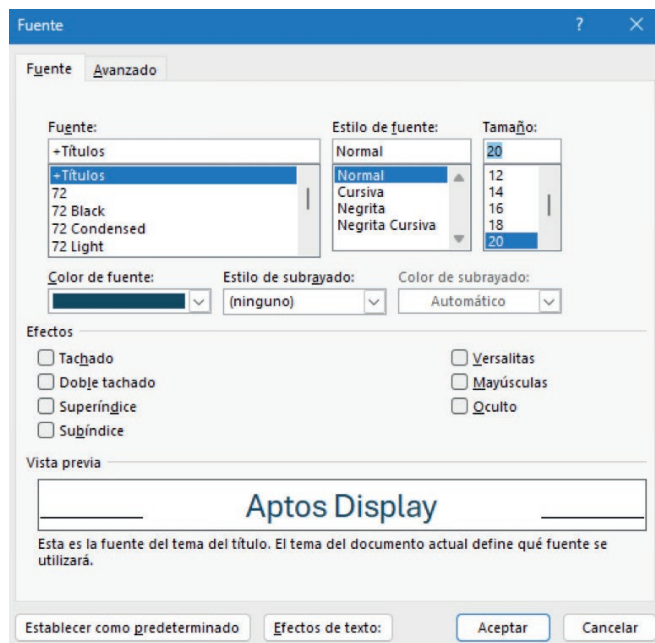 Fuente ?
Fuente Avanzado
Fuente: Estilo de fuente: Tamaño:
+Títulos Normal 20
+Títulos Normal 12
72 Cursiva 14
72 Black Negrita 16
72 Condensed Negrita Cursiva 18
72 Light 20
Color de fuente: Estilo de subrayado: Color de subrayado:
(ninguno) Automático
Efectos
Tachado Versalitas
Doble tachado Mayúsculas
Superíndice Oculto
Subíndice
Vista previa
Aptos Display
Esta es la fuente del tema del título. El tema del documento actual define qué fuente se
utilizará.
Establecer como predeterminado Efectos de texto: Aceptar Cancelar